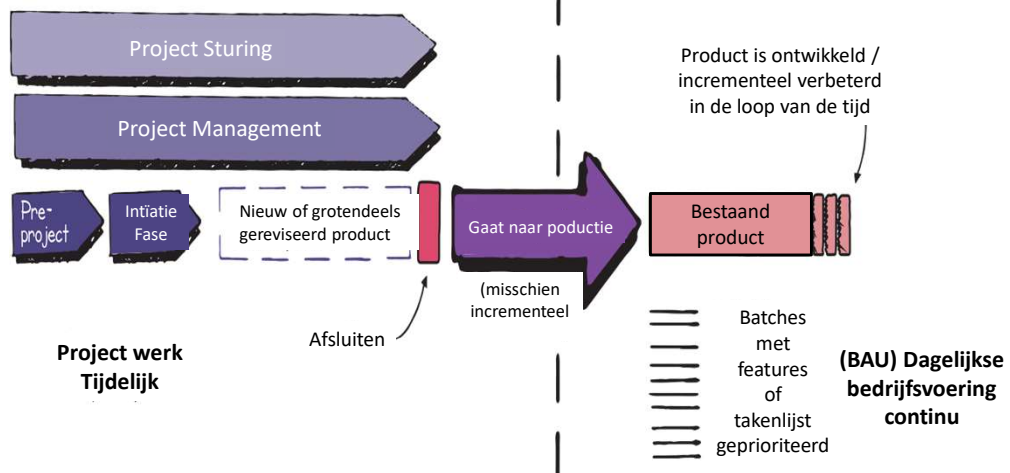 Project Sturing
Project Management
Pre-
project
Intïatie
Fase
Nieuw of grotendeels
gereviseerd product
Afsluiten
Project werk
Tijdelijk
Gaat naar poductie
(misschien
incrementeel
Product is ontwikkeld /
incrementeel verbeterd
in de loop van de tijd
Bestaand
product
Batches
met
features
of
takenlijst
geprioriteerd
(BAU) Dagelijkse
bedrijfsvoering
continu